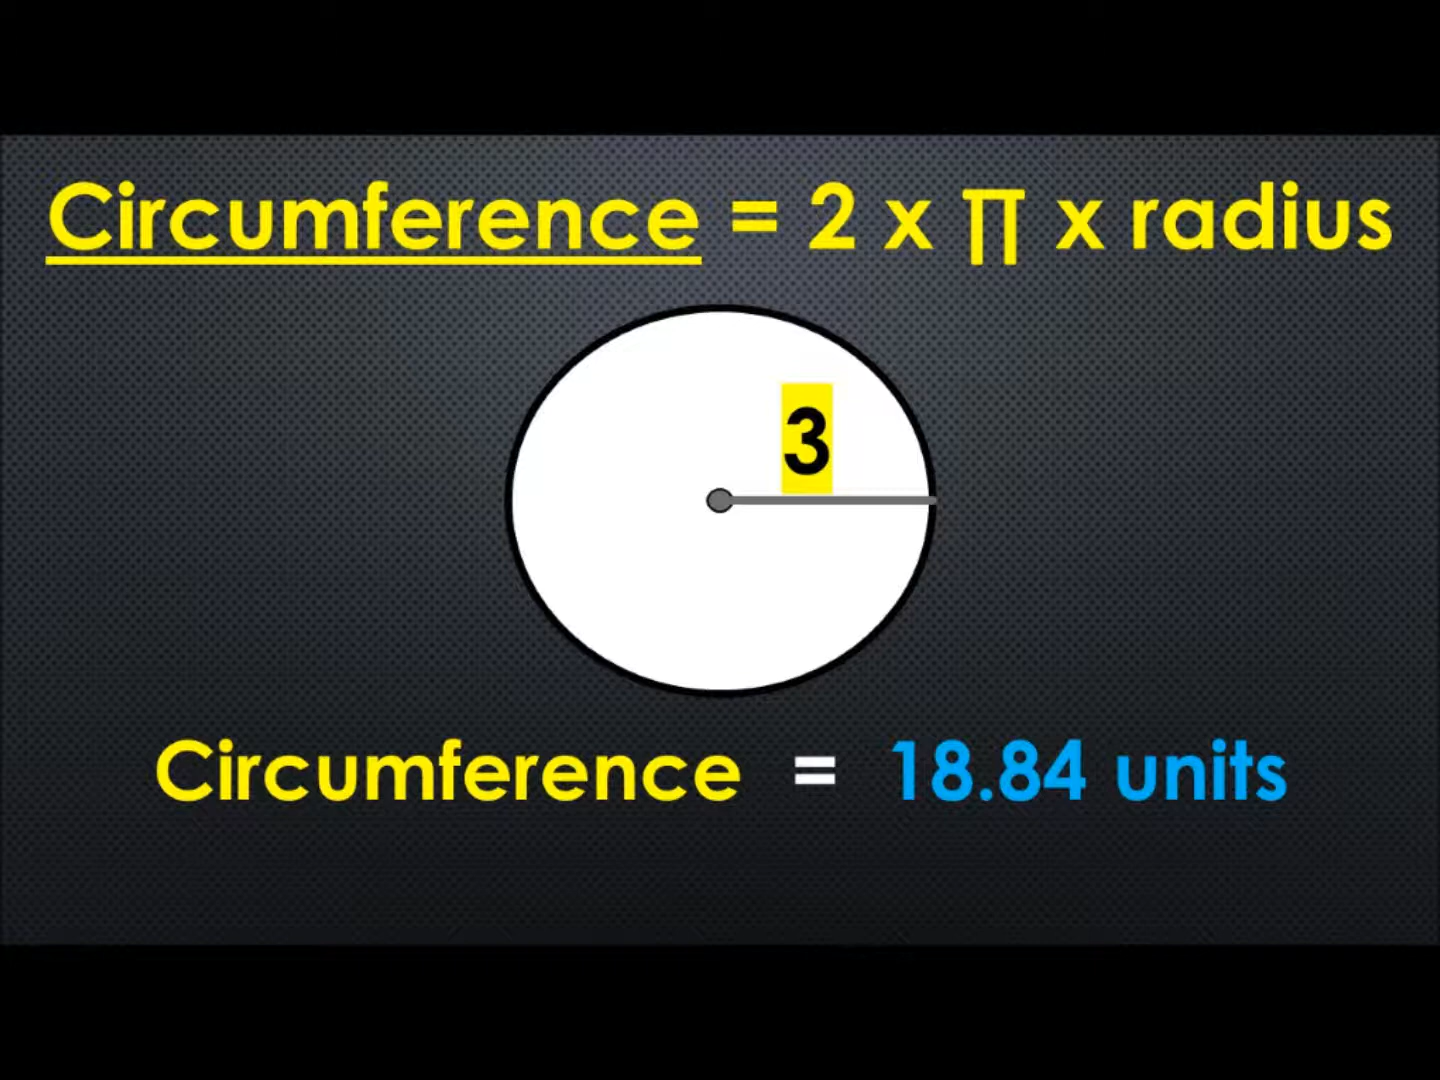 Circumference = 2 x ∏ x radius
3
Circumference = 18.84 units